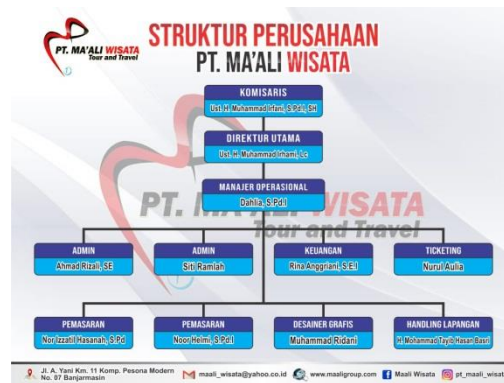 PT. MA'ALI WISATA
Tour and Travel
STRUKTUR PERUSAHAAN
PT. MA'ALI WISATA
KOMISARIS
Ust. H. Muhammad Irfani, S.Pd.I, SH
DIREKTUR UTAMA
Ust. H. Muhammad Irhami, Lc
MANAJER OPERASIONAL
Dahlia, S.Pd.I
PT. MA'ALI WISATA
Tour and Travel
ADMIN
Ahmad Rizali, SE
ADMIN
Siti Ramlah
KEUANGAN
Rina Anggriani, S.E.I
TICKETING
Nurul Aulia
PEMASARAN
Nor Izzatil Hasanah, S.Pd
PEMASARAN
Noor Helmi, S.Pd.I
DESAINER GRAFIS
Muhammad Ridani
HANDLING LAPANGAN
H. Mohammad Tayib Hasan Basri
Jl. A. Yani Km. 11 Komp. Pesona Modern
No. 07 Banjarmasin
maali_wisata@yahoo.co.id
www.maaligroup.com
Maali Wisata
pt_maali_wisat